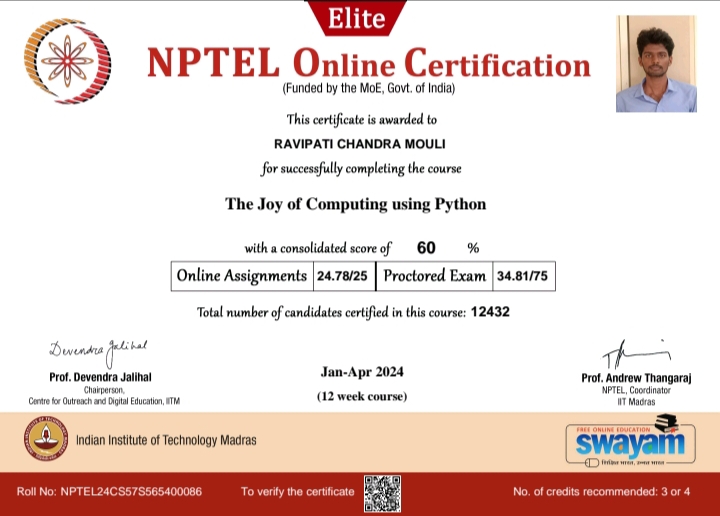 Elite
NPTEL Online Certification
(Funded by the MoE, Govt. of India)
This certificate is awarded to
RAVIPATI CHANDRA MOULI
for successfully completing the course
The Joy of Computing using Python
with a consolidated score of 60 %
Online Assignments 24.78/25 Proctored Exam 34.81/75
Total number of candidates certified in this course: 12432
Devendra Jalihal
Prof. Devendra Jalihal
Chairperson,
Centre for Outreach and Digital Education, IITM
Jan-Apr 2024
(12 week course)
Prof. Andrew Thangaraj
NPTEL, Coordinator
IIT Madras
Indian Institute of Technology Madras
FREE ONLINE EDUCATION
swayam
शिक्षित भारत, उन्नत भारत
Roll No: NPTEL24CS57S565400086
To verify the certificate
No. of credits recommended: 3 or 4